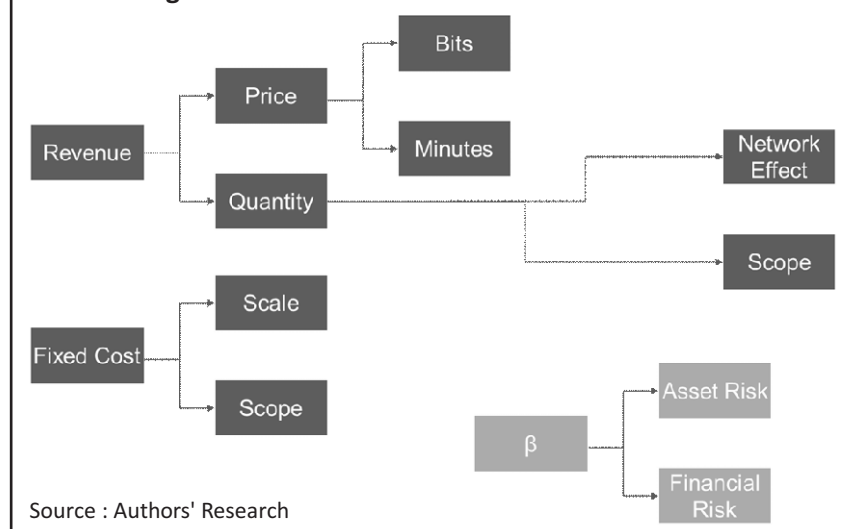 Bits
Price
Minutes
Revenue
Network
Effect
Quantity
Scope
Scale
Fixed Cost
Scope
Asset Risk
β
Financial
Risk
Source : Authors' Research